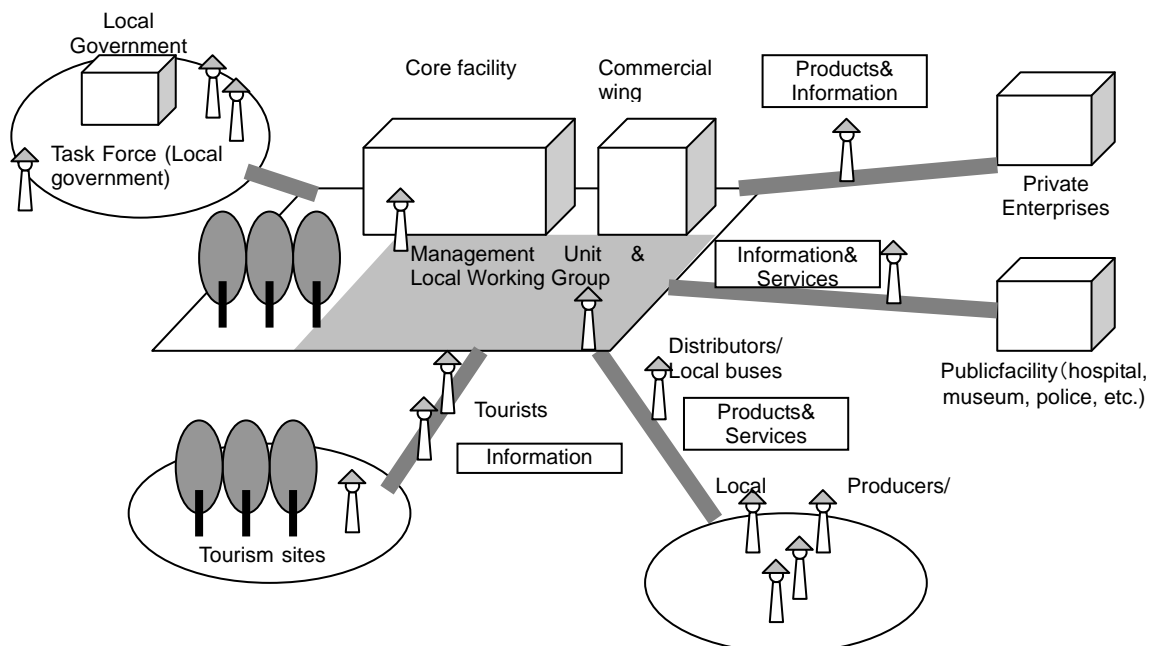 Local
Government
Core facility
Commercial
wing
Products&
Information
Task Force (Local
government)
Private
Enterprises
Management Unit &
Local Working Group
Information&
Services
Distributors/
Local buses
Publicfacility（hospital,
museum, police, etc.)
Tourists
Products&
Services
Information
Local Producers/
Tourism sites